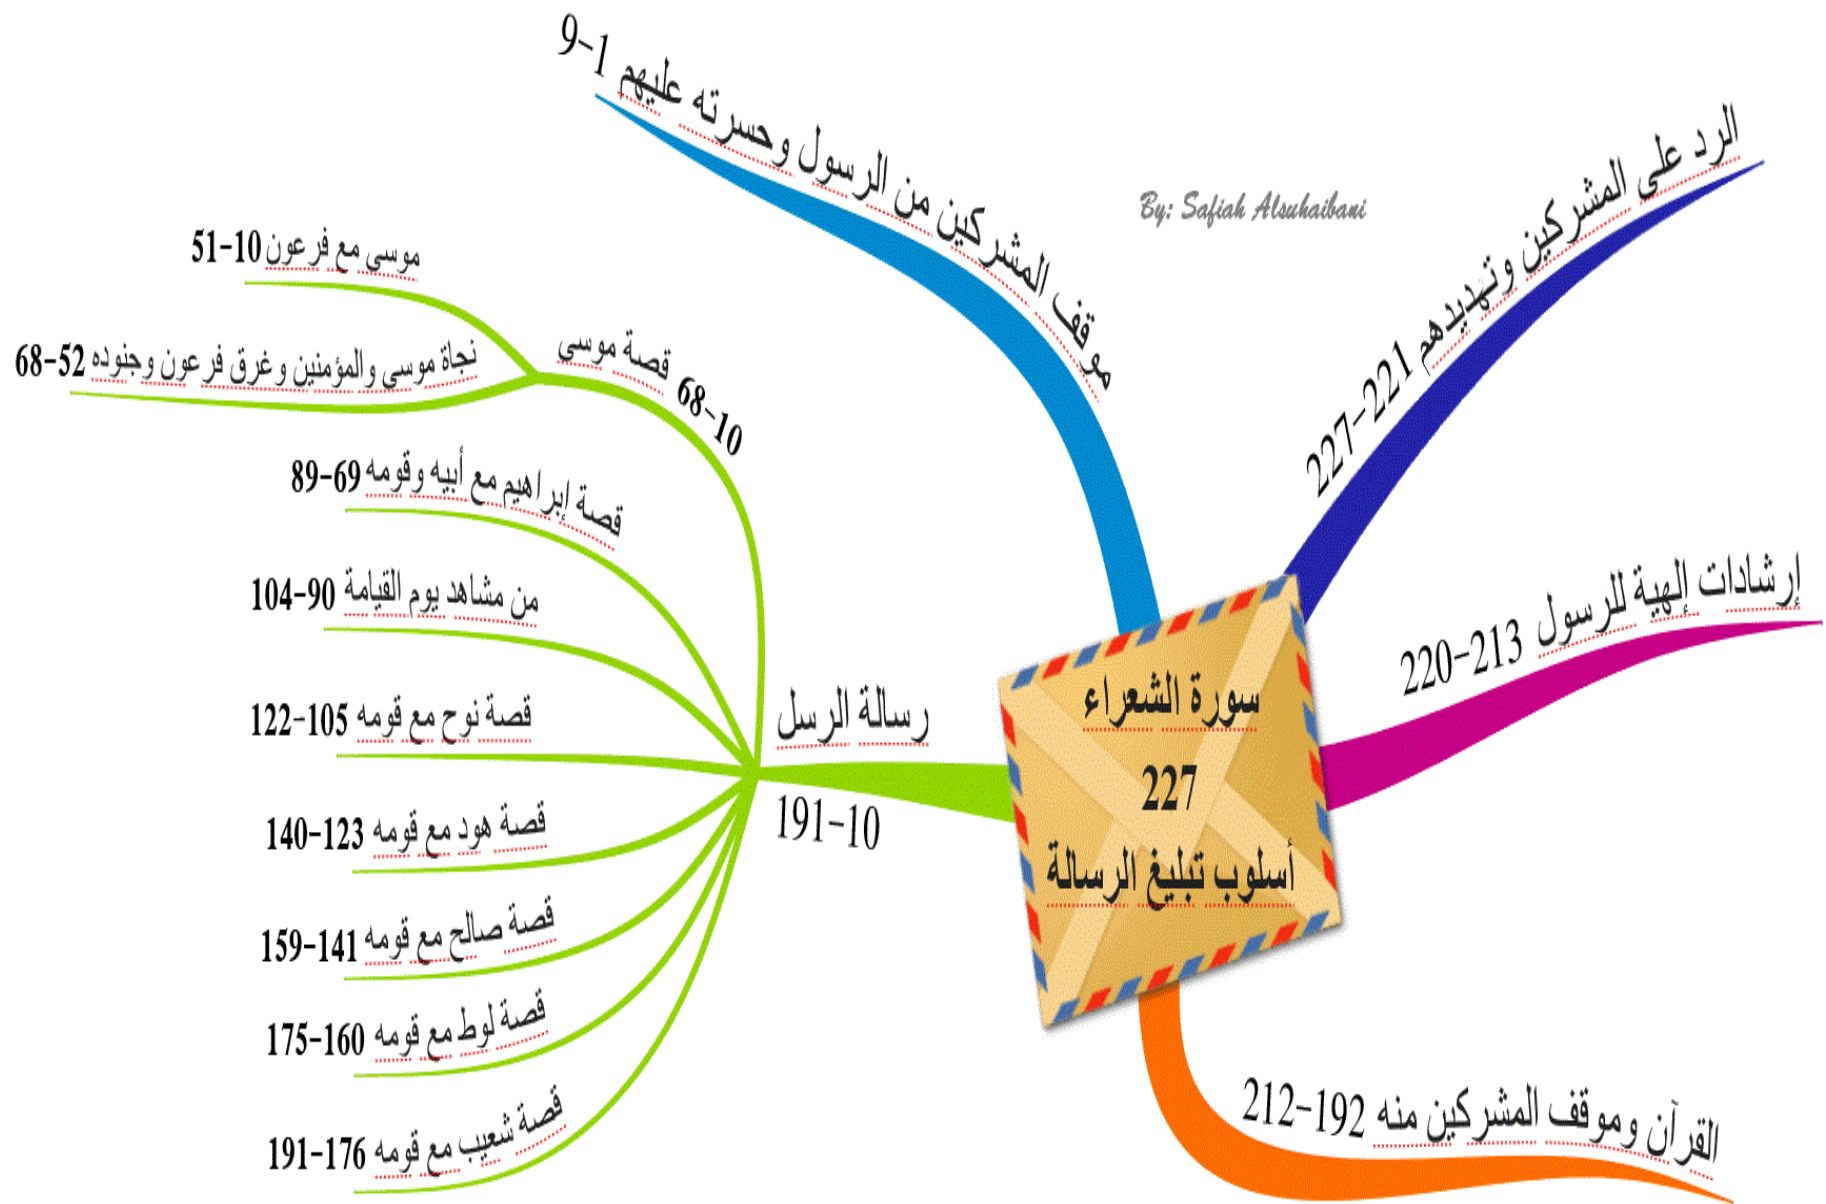 سورة الشعراء
227
أسلوب تبليغ الرسالة
موقف المشركين من الرسول وحسرته عليهم 1-9
رسالة الرسل
10-191
قصة موسى 10-68
موسى مع فرعون 10-51
نجاة موسى والمؤمنين وغرق فرعون وجنوده 52-68
قصة إبراهيم مع أبيه وقومه 69-89
من مشاهد يوم القيامة 90-104
قصة نوح مع قومه 105-122
قصة هود مع قومه 123-140
قصة صالح مع قومه 141-159
قصة لوط مع قومه 160-175
قصة شعيب مع قومه 176-191
القرآن وموقف المشركين منه 192-212
إرشادات إلهية للرسول 213-220
الرد على المشركين وتهديدهم 221-227
By: Safiah Alsuhaibani